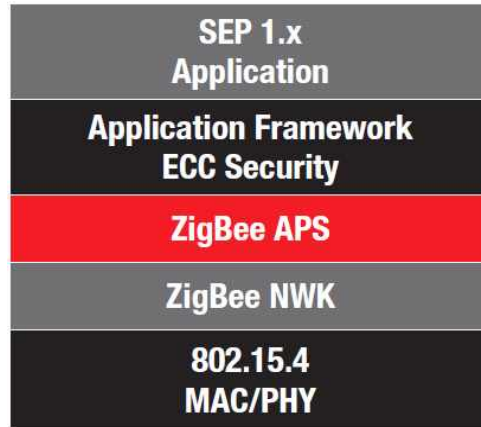 SEP 1.x
Application
Application Framework
ECC Security
ZigBee APS
ZigBee NWK
802.15.4
MAC/PHY